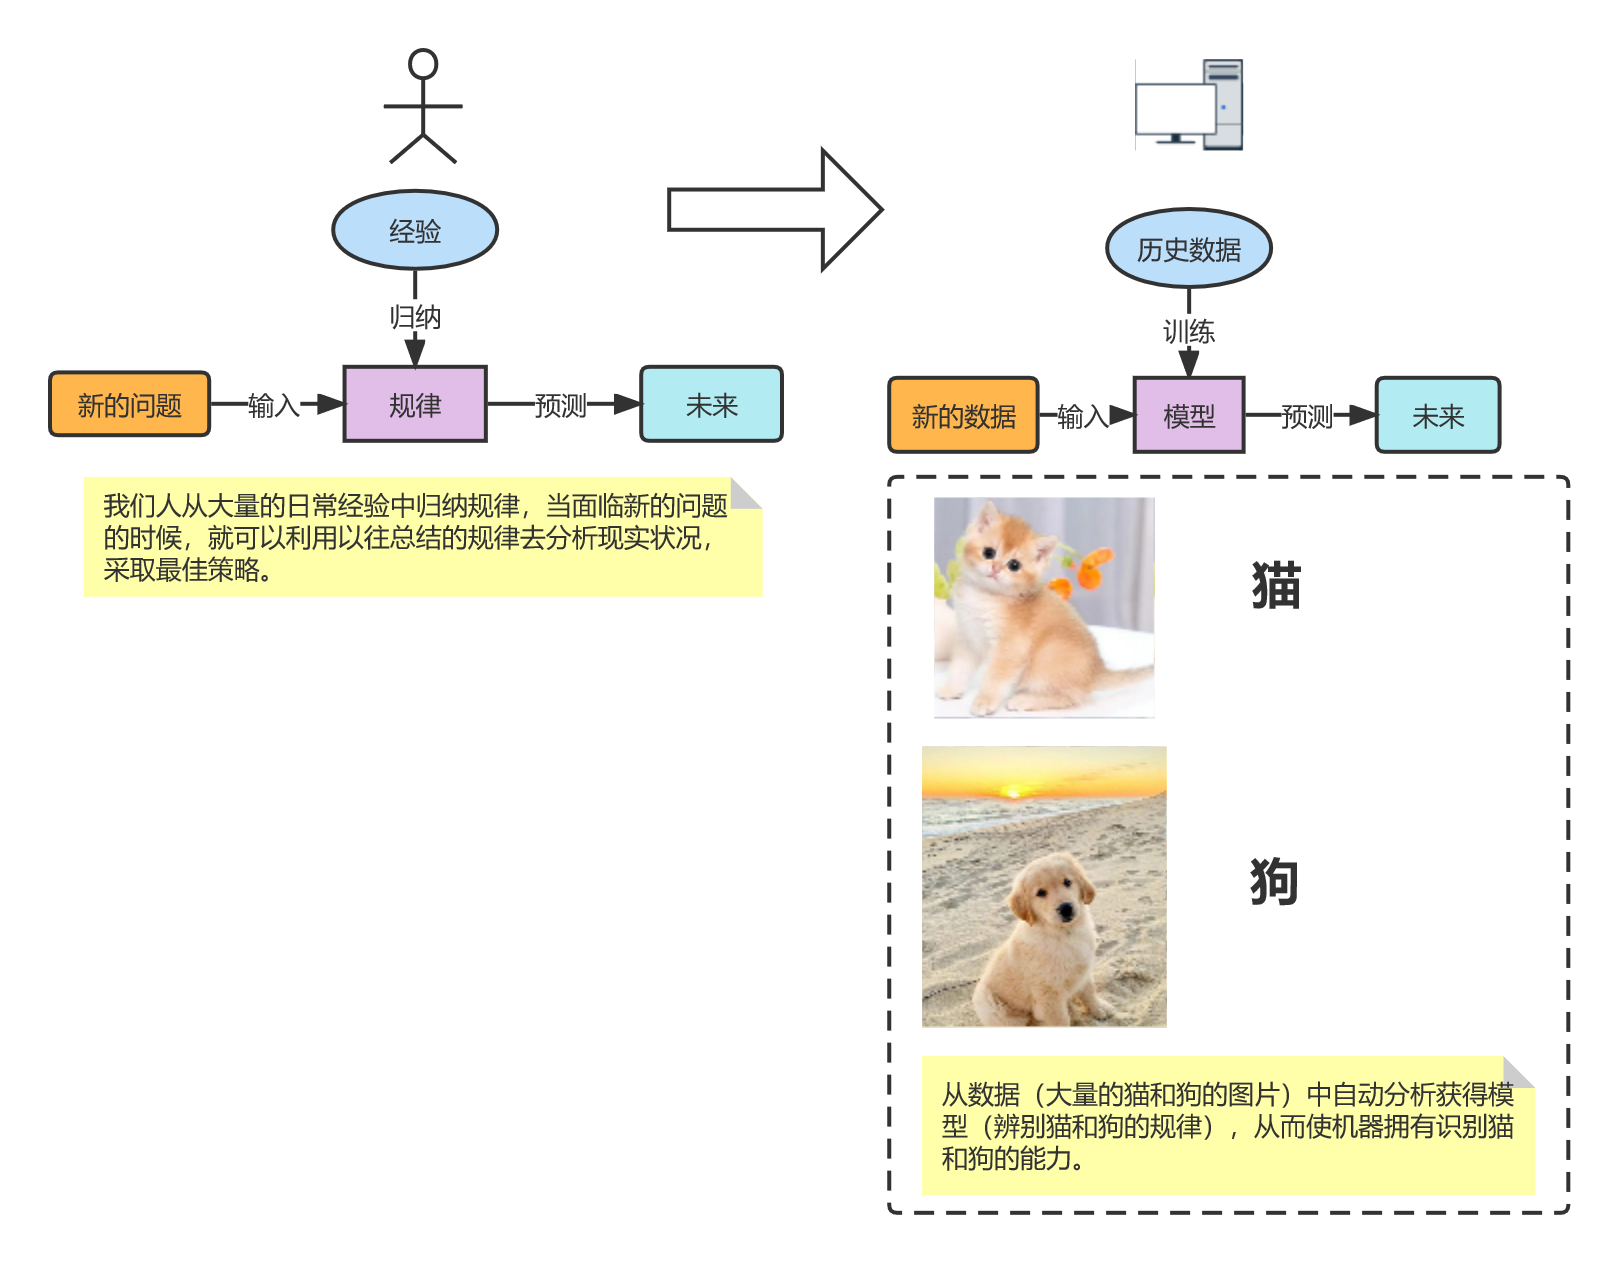 经验
归纳
新的问题
输入
规律
预测
未来
我们人从大量的日常经验中归纳规律，当面临新的问题
的时候，就可以利用以往总结的规律去分析现实状况，
采取最佳策略。
历史数据
训练
新的数据
输入
模型
预测
未来
猫
狗
从数据（大量的猫和狗的图片）中自动分析获得模
型（辨别猫和狗的规律），从而使机器拥有识别猫
和狗的能力。